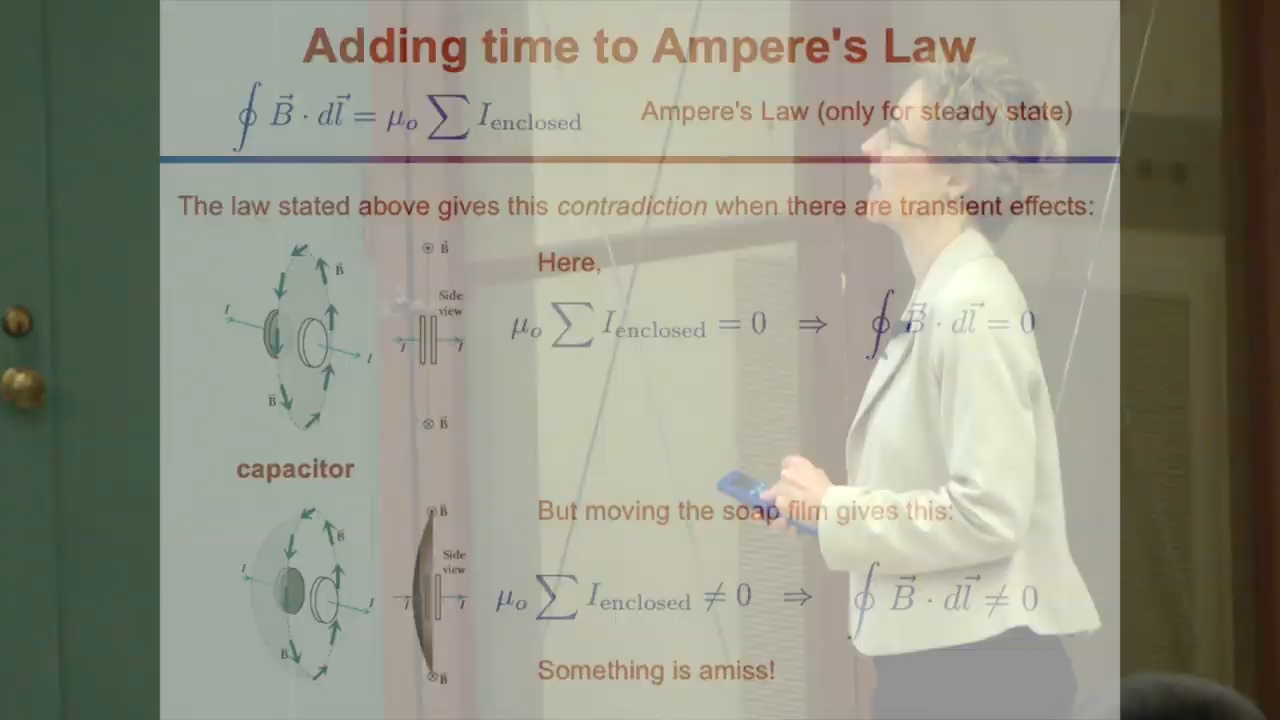 Adding time to Ampere's Law
∮ B⃗ · dl⃗ = μₒ ∑ I_enclosed    Ampere's Law (only for steady state)
The law stated above gives this contradiction when there are transient effects:
B⃗
B⃗
Here,
Side
view
I
μₒ ∑ I_enclosed = 0 ⇒ ∮ B⃗ · dl⃗ = 0
I I I
B⃗
B⃗
capacitor
B⃗
But moving the soap film gives this:
B⃗
Side
view
I
μₒ ∑ I_enclosed ≠ 0 ⇒ ∮ B⃗ · dl⃗ ≠ 0
I I I
B⃗
Something is amiss!
B⃗